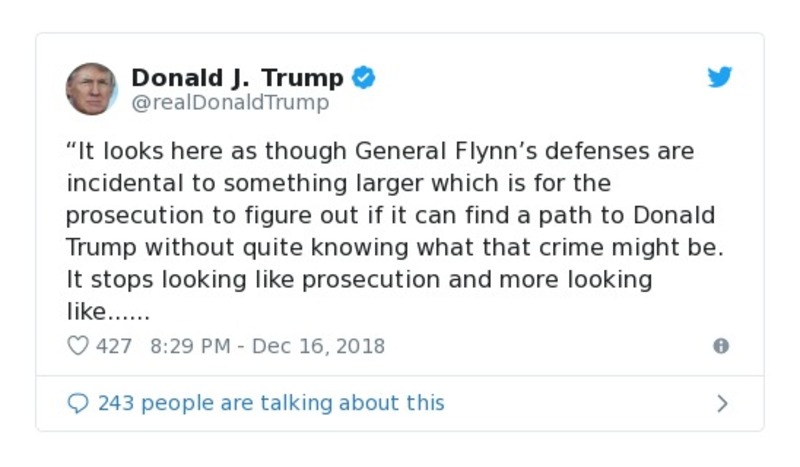 Donald J. Trump
@realDonaldTrump
“It looks here as though General Flynn’s defenses are
incidental to something larger which is for the
prosecution to figure out if it can find a path to Donald
Trump without quite knowing what that crime might be.
It stops looking like prosecution and more looking
like......
427 8:29 PM - Dec 16, 2018
243 people are talking about this